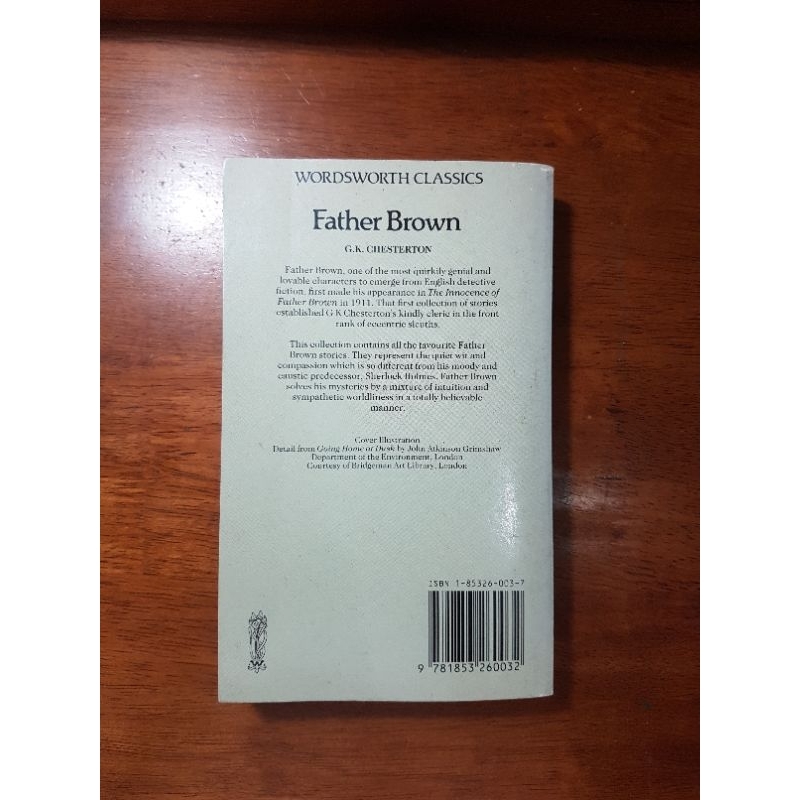 WORDSWORTH CLASSICS
Father Brown
G.K. CHESTERTON
Father Brown, one of the most quirkily genial and
lovable characters to emerge from English detective
fiction, first made his appearance in The Innocence of
Father Brown in 1911. That first collection of stories
established G K Chesterton's kindly cleric in the front
rank of eccentric sleuths.
This collection contains all the favourite Father
Brown stories. They represent the quiet wit and
compassion which is so different from his moody and
caustic predecessor, Sherlock Holmes. Father Brown
solves his mysteries by a mixture of intuition and
sympathetic worldliness in a totally believable
manner.
Cover Illustration
Detail from Going Home at Dusk by John Atkinson Grimshaw
Department of the Environment, London
Courtesy of Bridgeman Art Library, London
ISBN 1-85326-003-7
9 781853 260032
W